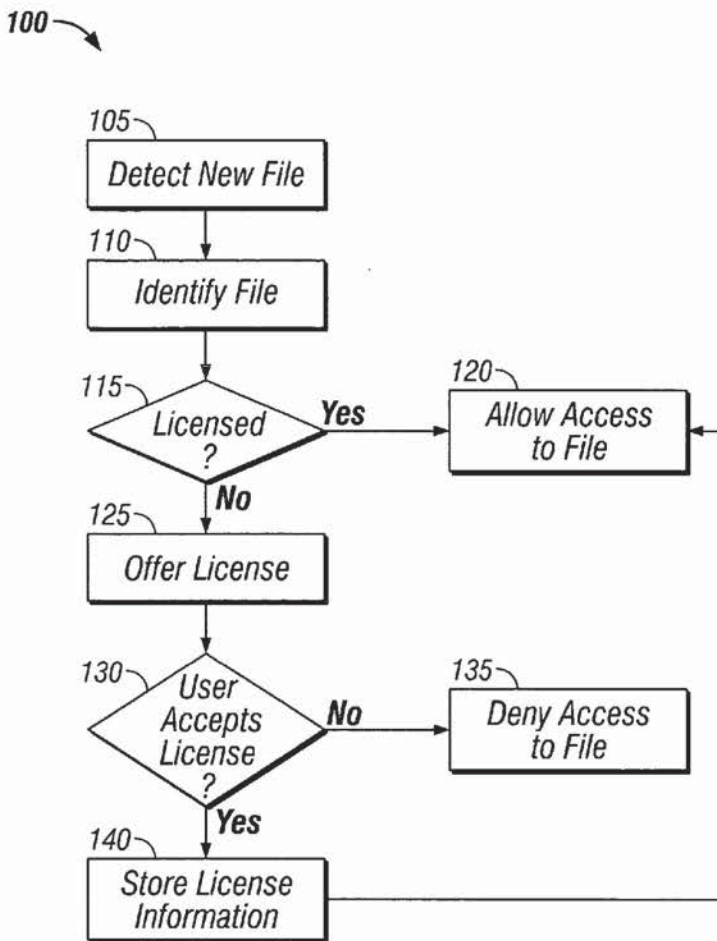 100
105
Detect New File
110
Identify File
115
Licensed
?
Yes
120
Allow Access
to File
No
125
Offer License
130
User
Accepts
License
?
No
135
Deny Access
to File
Yes
140
Store License
Information